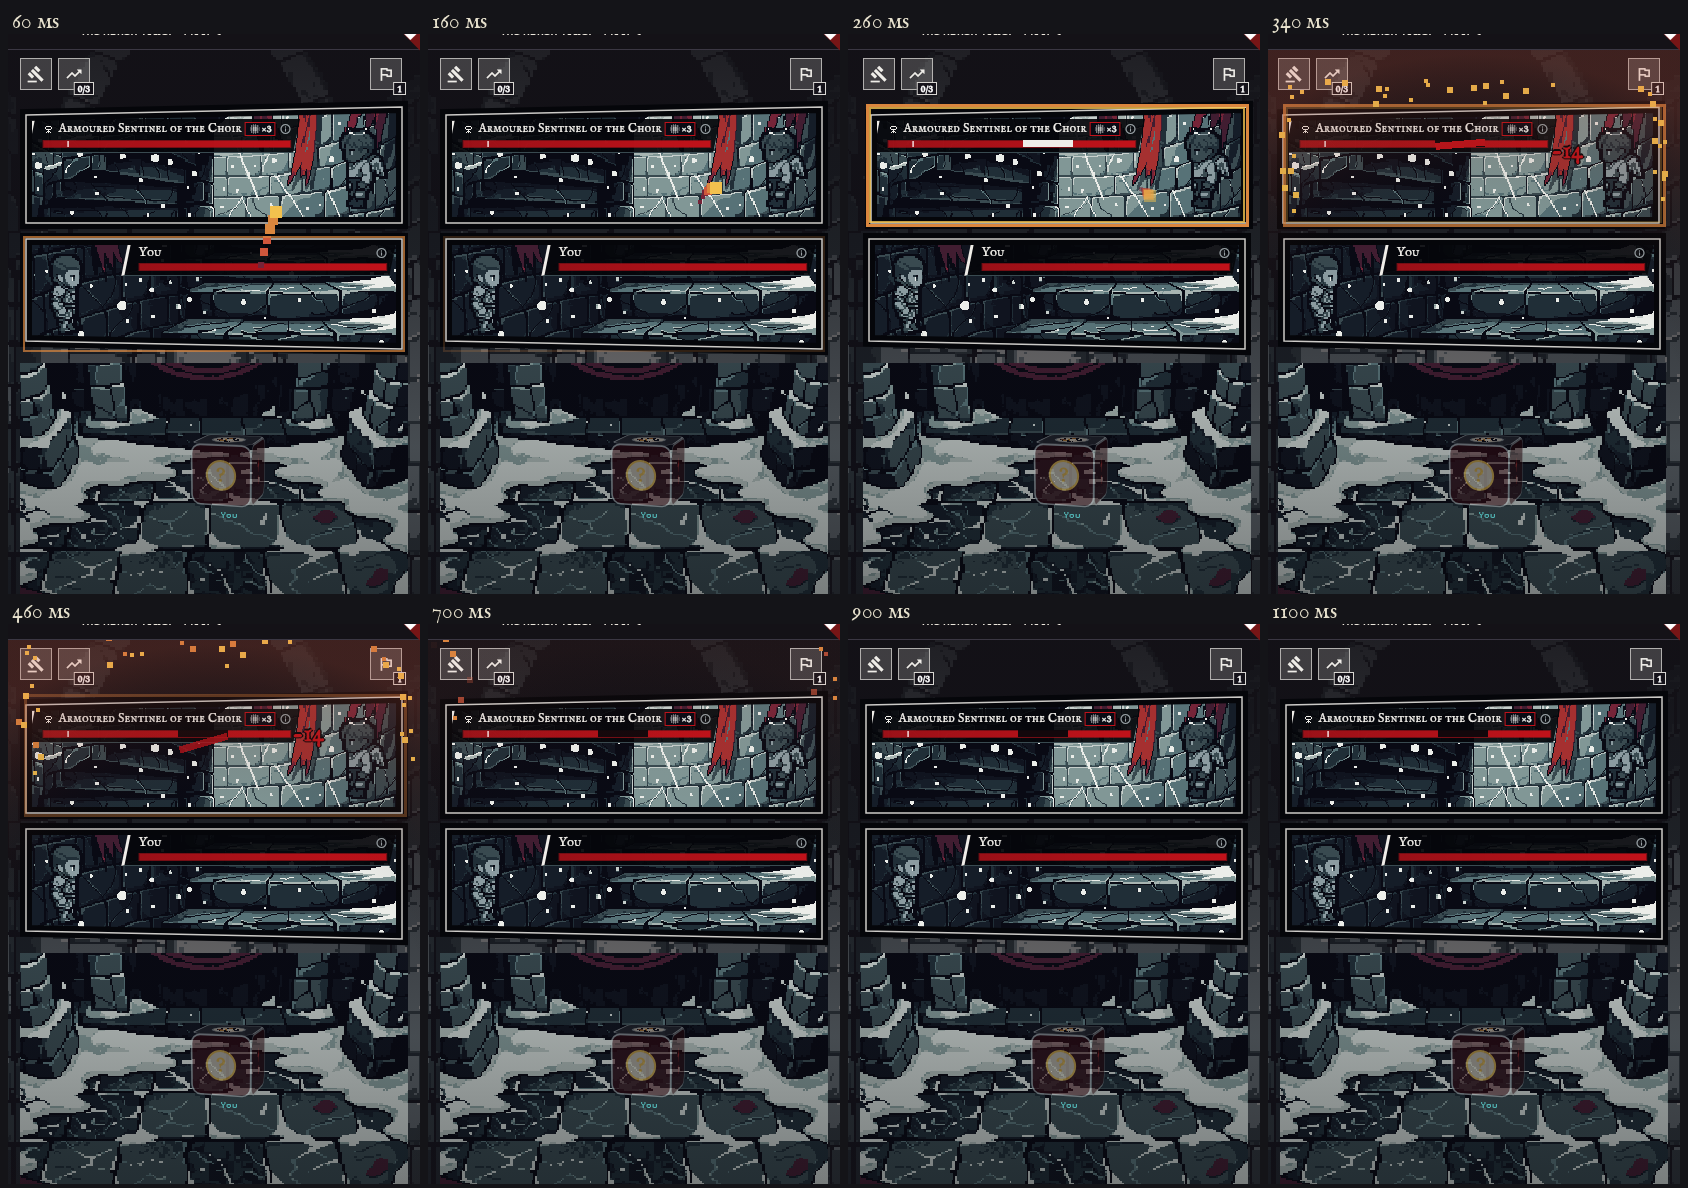 60 MS
160 MS
260 MS
340 MS
0/3
1
0/3
1
0/3
1
0/3
1
Armoured Sentinel of the Choir ×3
Armoured Sentinel of the Choir ×3
Armoured Sentinel of the Choir ×3
Armoured Sentinel of the Choir ×3
-14
You
You
You
You
You
You
You
You
460 MS
700 MS
900 MS
1100 MS
0/3
1
0/3
1
0/3
1
0/3
1
Armoured Sentinel of the Choir ×3
Armoured Sentinel of the Choir ×3
Armoured Sentinel of the Choir ×3
Armoured Sentinel of the Choir ×3
-14
You
You
You
You
You
You
You
You